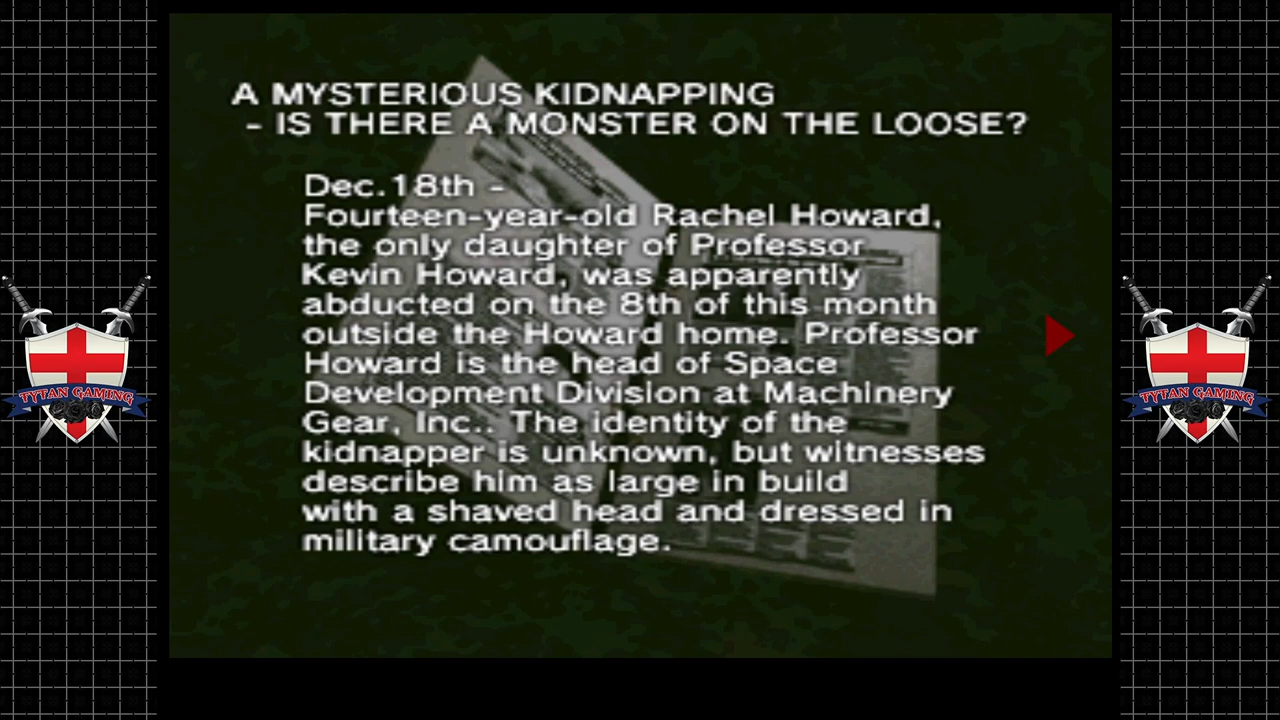 A MYSTERIOUS KIDNAPPING
- IS THERE A MONSTER ON THE LOOSE?
Dec.18th -
Fourteen-year-old Rachel Howard,
the only daughter of Professor
Kevin Howard, was apparently
abducted on the 8th of this month
outside the Howard home. Professor
Howard is the head of Space
Development Division at Machinery
Gear, Inc.. The identity of the
kidnapper is unknown, but witnesses
describe him as large in build
with a shaved head and dressed in
military camouflage.
TYTAN GAMING
TYTAN GAMING